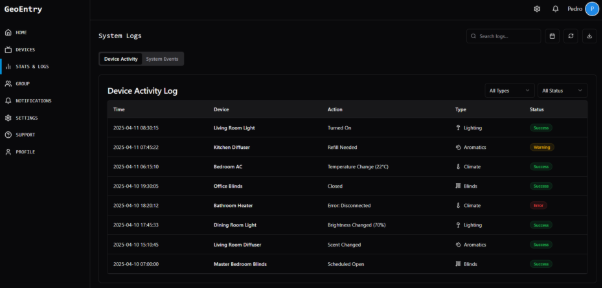 GeoEntry
Pedro P
HOME
DEVICES
STATS & LOGS
GROUP
NOTIFICATIONS
SETTINGS
SUPPORT
PROFILE
System Logs
Search logs...
Device Activity System Events
Device Activity Log
All Types All Status
Time Device Action Type Status
2025-04-11 08:30:15 Living Room Light Turned On Lighting Success
2025-04-11 07:45:22 Kitchen Diffuser Refill Needed Aromatics Warning
2025-04-11 06:15:10 Bedroom AC Temperature Change (22°C) Climate Success
2025-04-10 19:30:05 Office Blinds Closed Blinds Success
2025-04-10 18:20:12 Bathroom Heater Error: Disconnected Climate Error
2025-04-10 17:45:33 Dining Room Light Brightness Changed (70%) Lighting Success
2025-04-10 15:10:45 Living Room Diffuser Scent Changed Aromatics Success
2025-04-10 07:00:00 Master Bedroom Blinds Scheduled Open Blinds Success